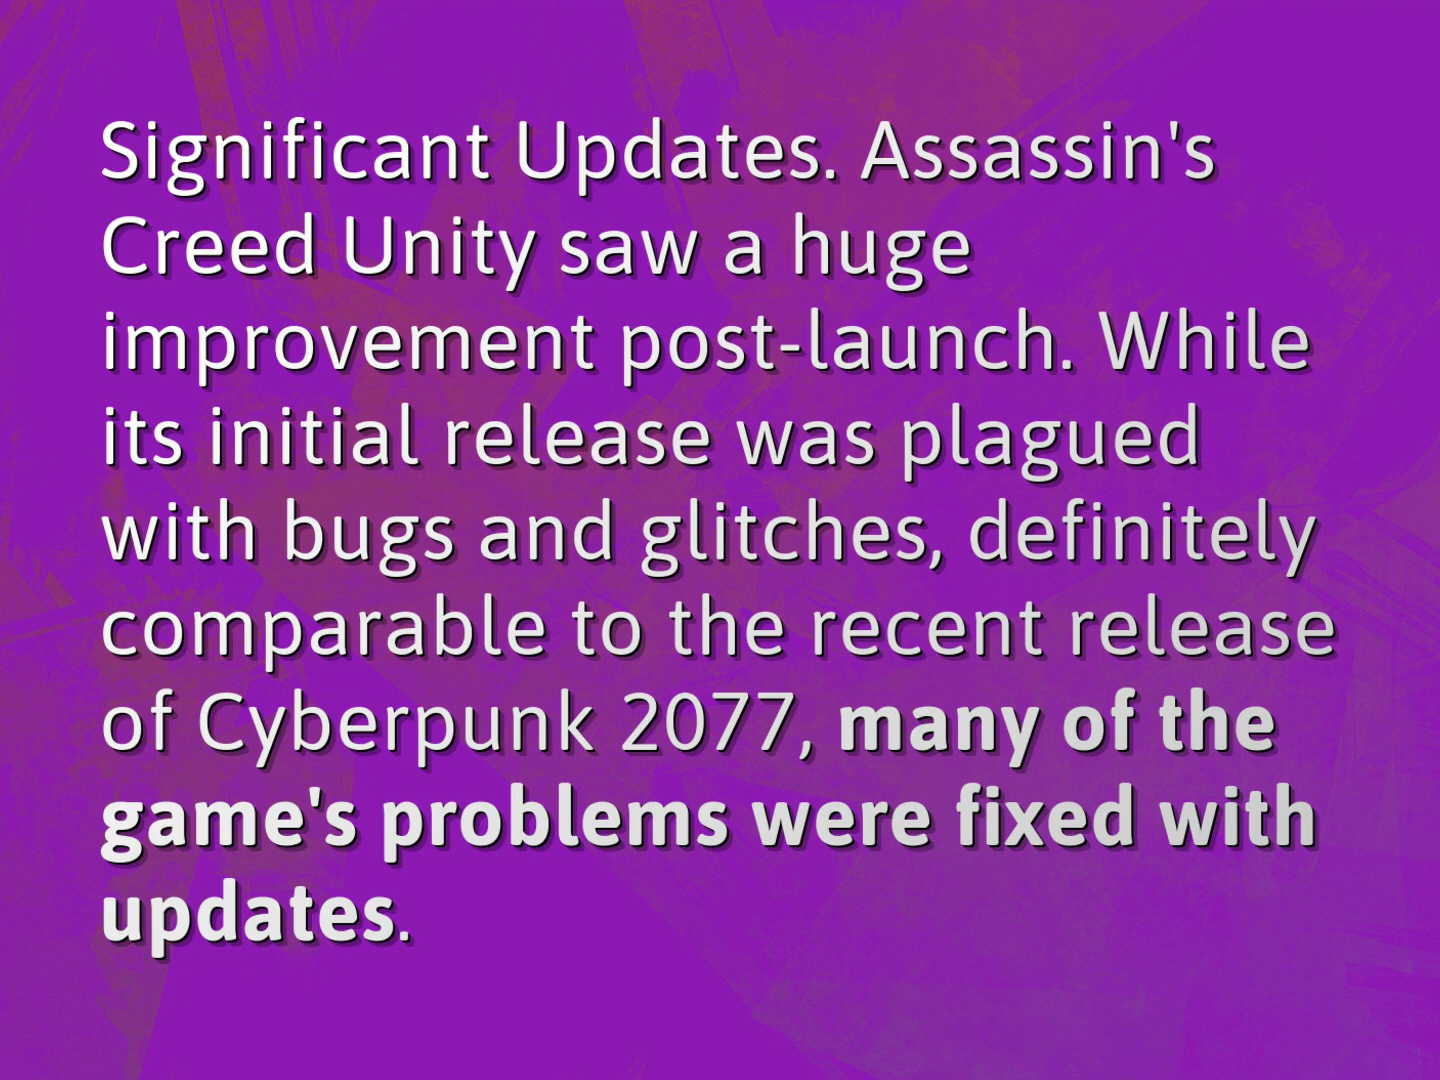 Significant Updates. Assassin's
Creed Unity saw a huge
improvement post-launch. While
its initial release was plagued
with bugs and glitches, definitely
comparable to the recent release
of Cyberpunk 2077, many of the
game's problems were fixed with
updates.